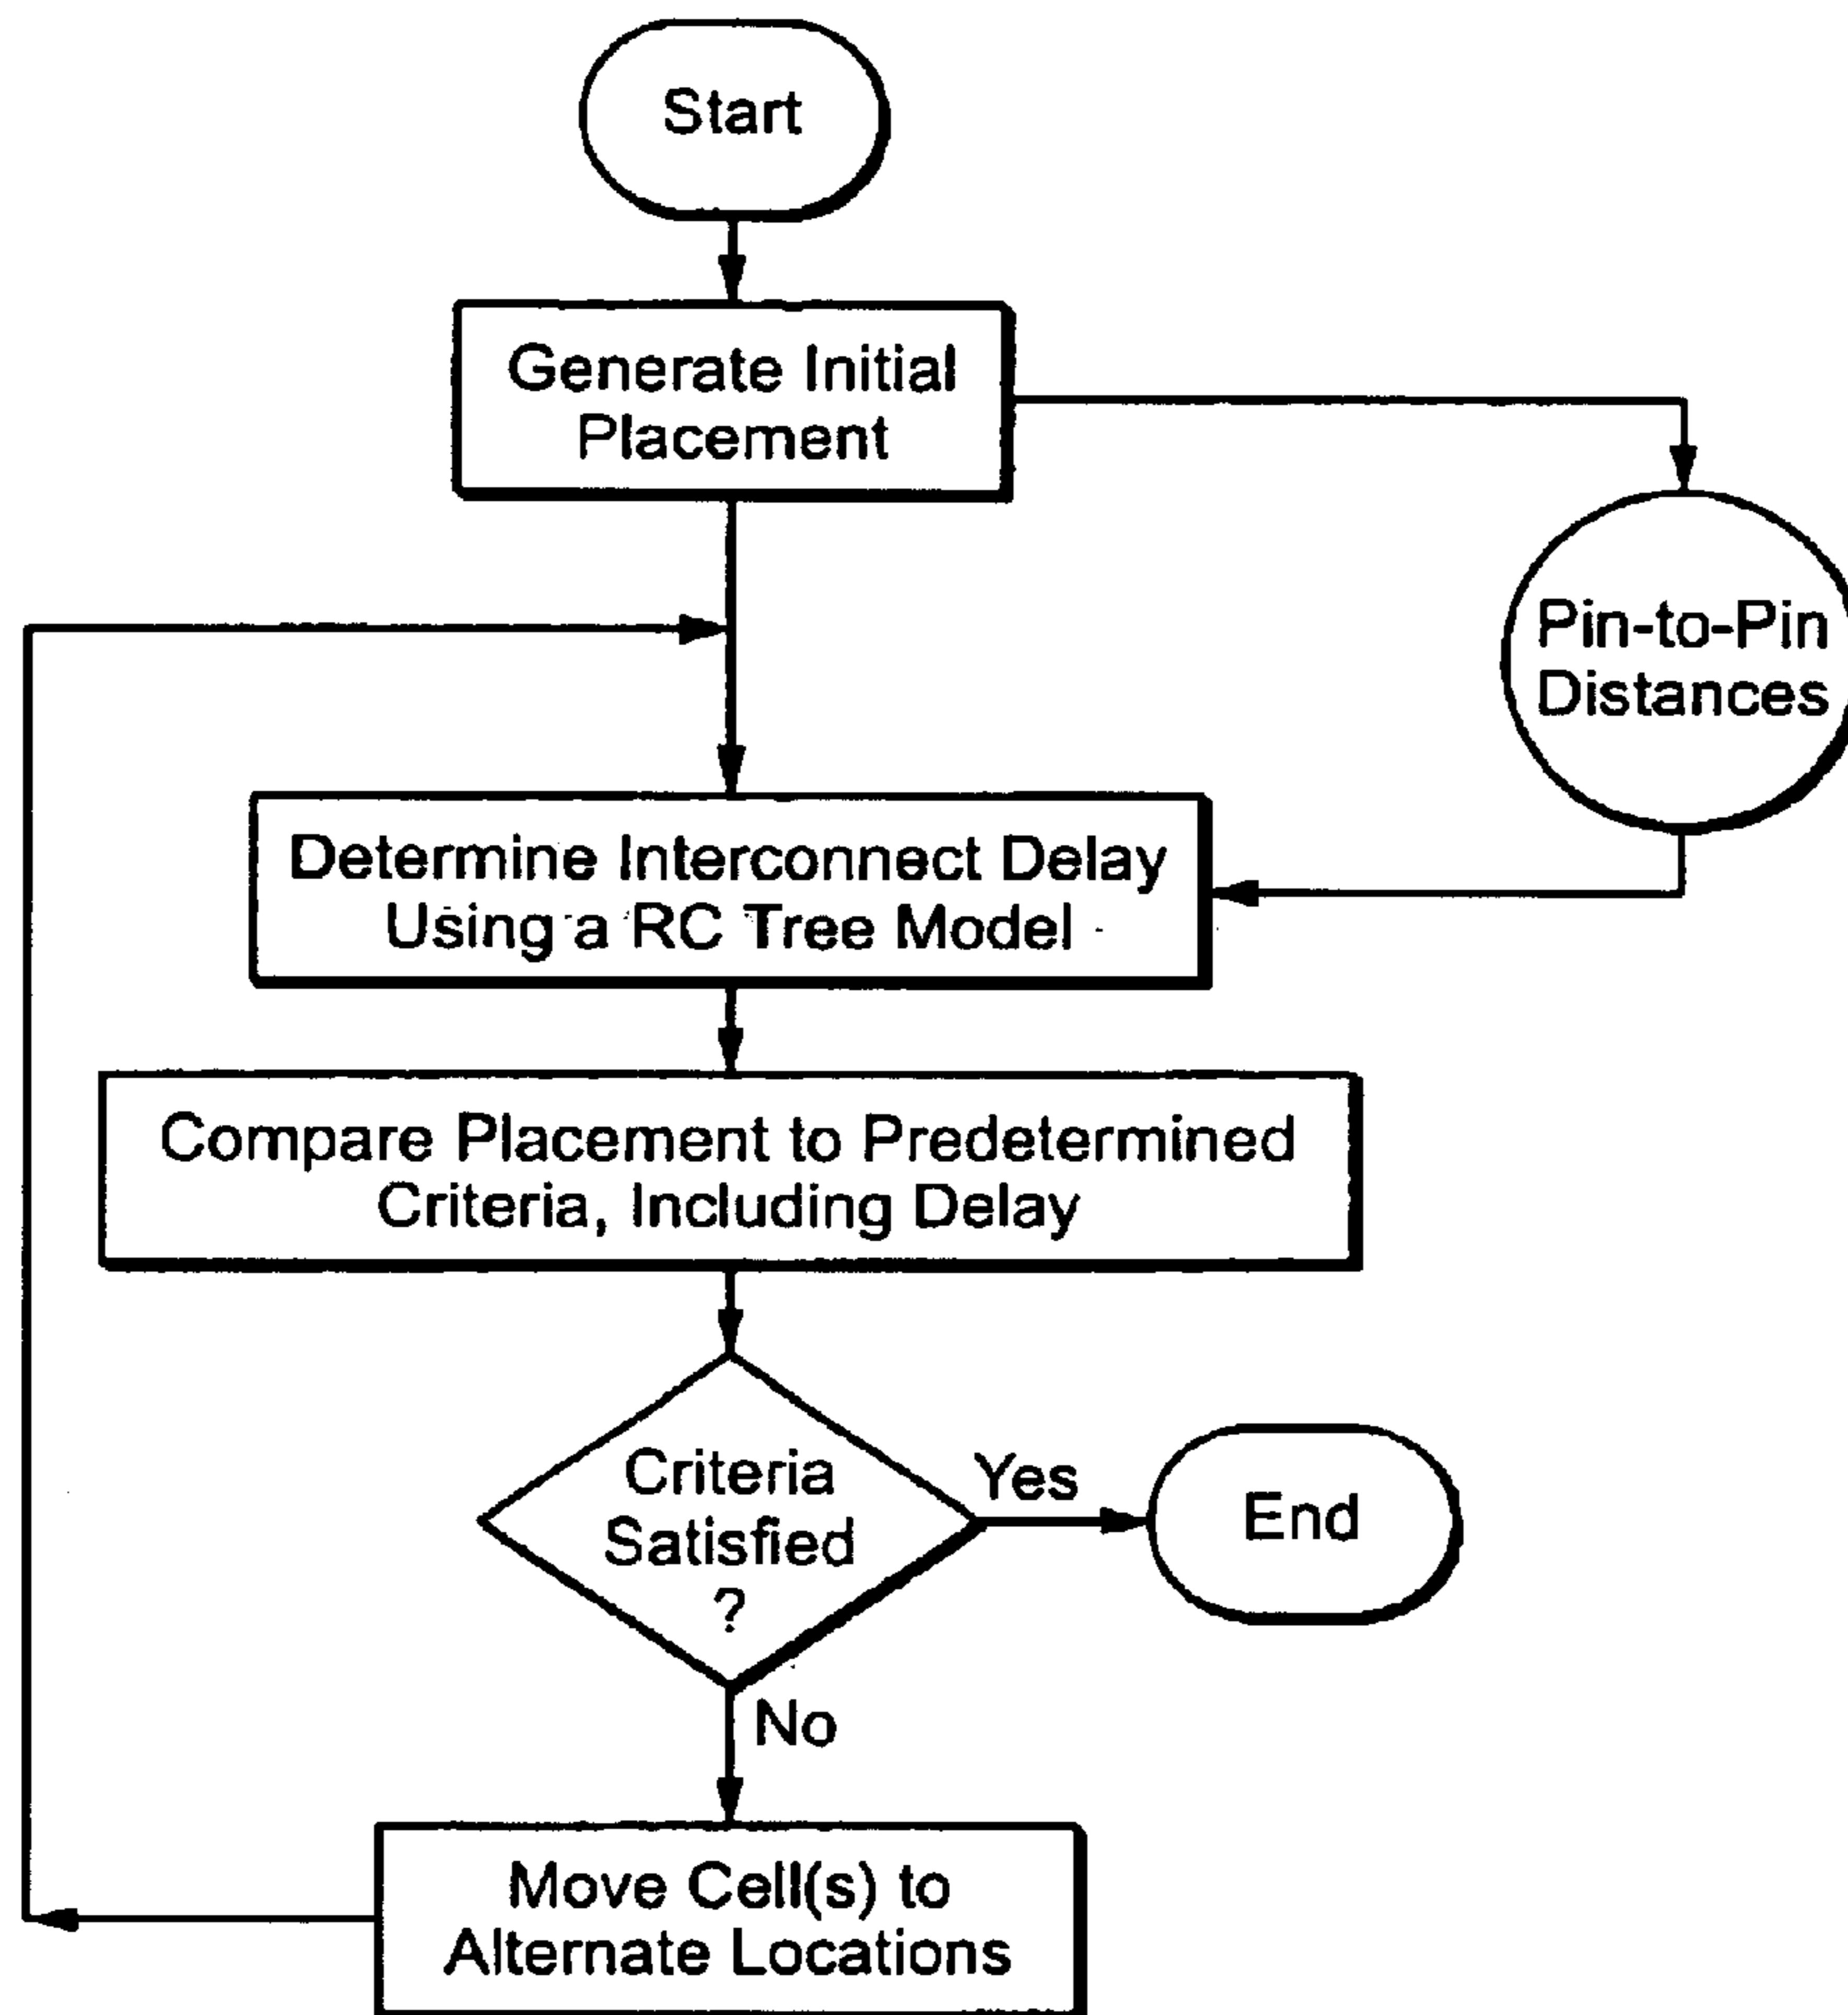 Start
Generate Initial
Placement
Pin-to-Pin
Distances
Determine Interconnect Delay
Using a RC Tree Model
Compare Placement to Predetermined
Criteria, Including Delay
Criteria
Satisfied
?
Yes
End
No
Move Cell(s) to
Alternate Locations